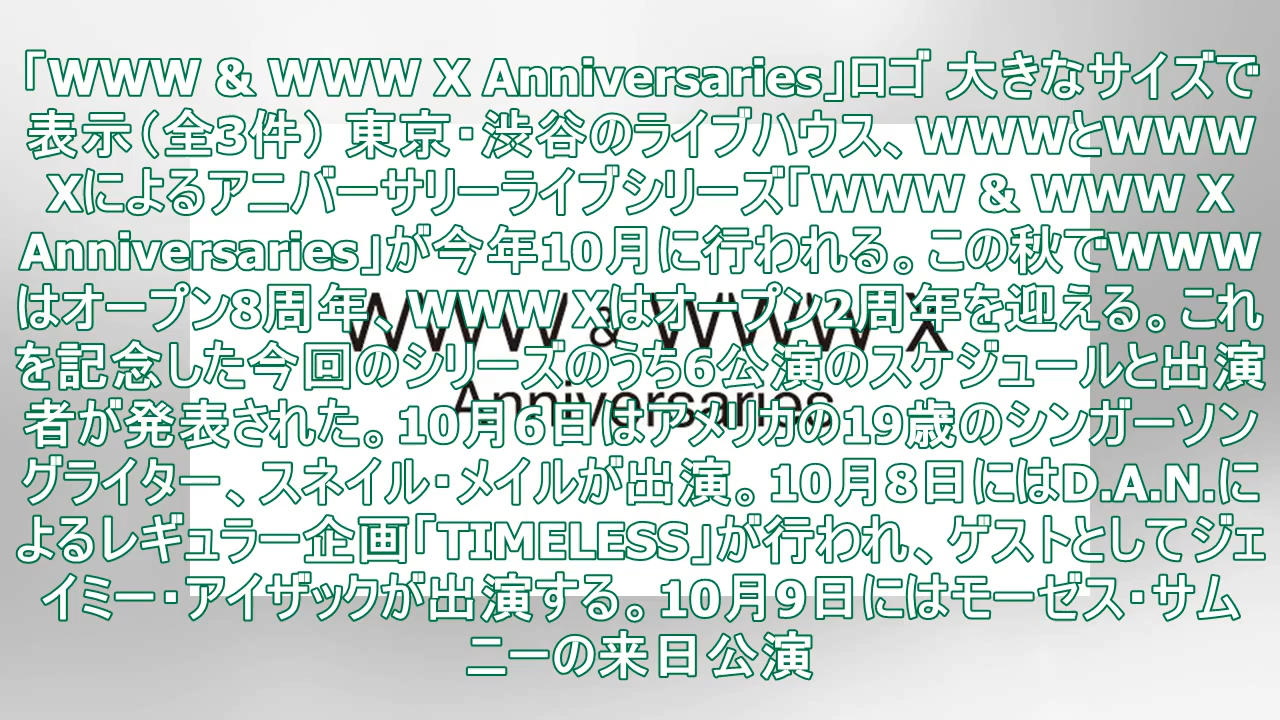 「WWW & WWW X Anniversaries」ロゴ 大きなサイズで
表示（全3件） 東京・渋谷のライブハウス、WWWとWWW
Xによるアニバーサリーライブシリーズ「WWW & WWW X
Anniversaries」が今年10月に行われる。この秋でWWW
はオープン8周年、WWW Xはオープン2周年を迎える。これ
を記念した今回のシリーズのうち6公演のスケジュールと出演
者が発表された。10月6日はアメリカの19歳のシンガーソン
グライター、スネイル・メイルが出演。10月8日にはD.A.N.に
よるレギュラー企画「TIMELESS」が行われ、ゲストとしてジェ
イミー・アイザックが出演する。10月9日にはモーゼス・サム
ニーの来日公演
WWW & WWW X
Anniversaries